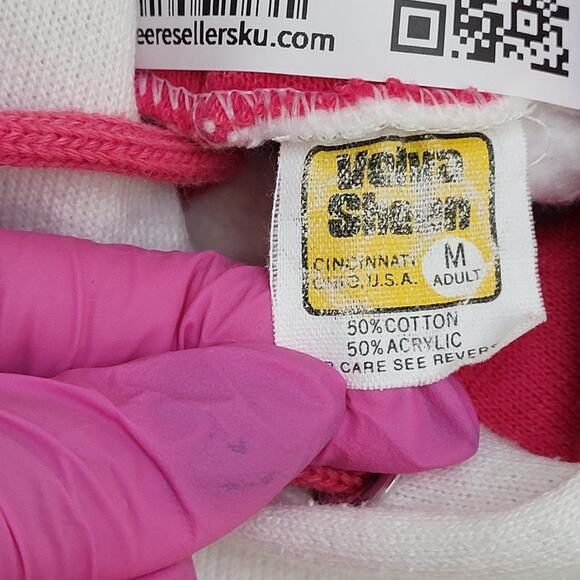 eeresellersku.com
Velva
Sheen
CINCINNATI
OHIO, U.S.A.
M
ADULT
50% COTTON
50% ACRYLIC
CARE SEE REVERS